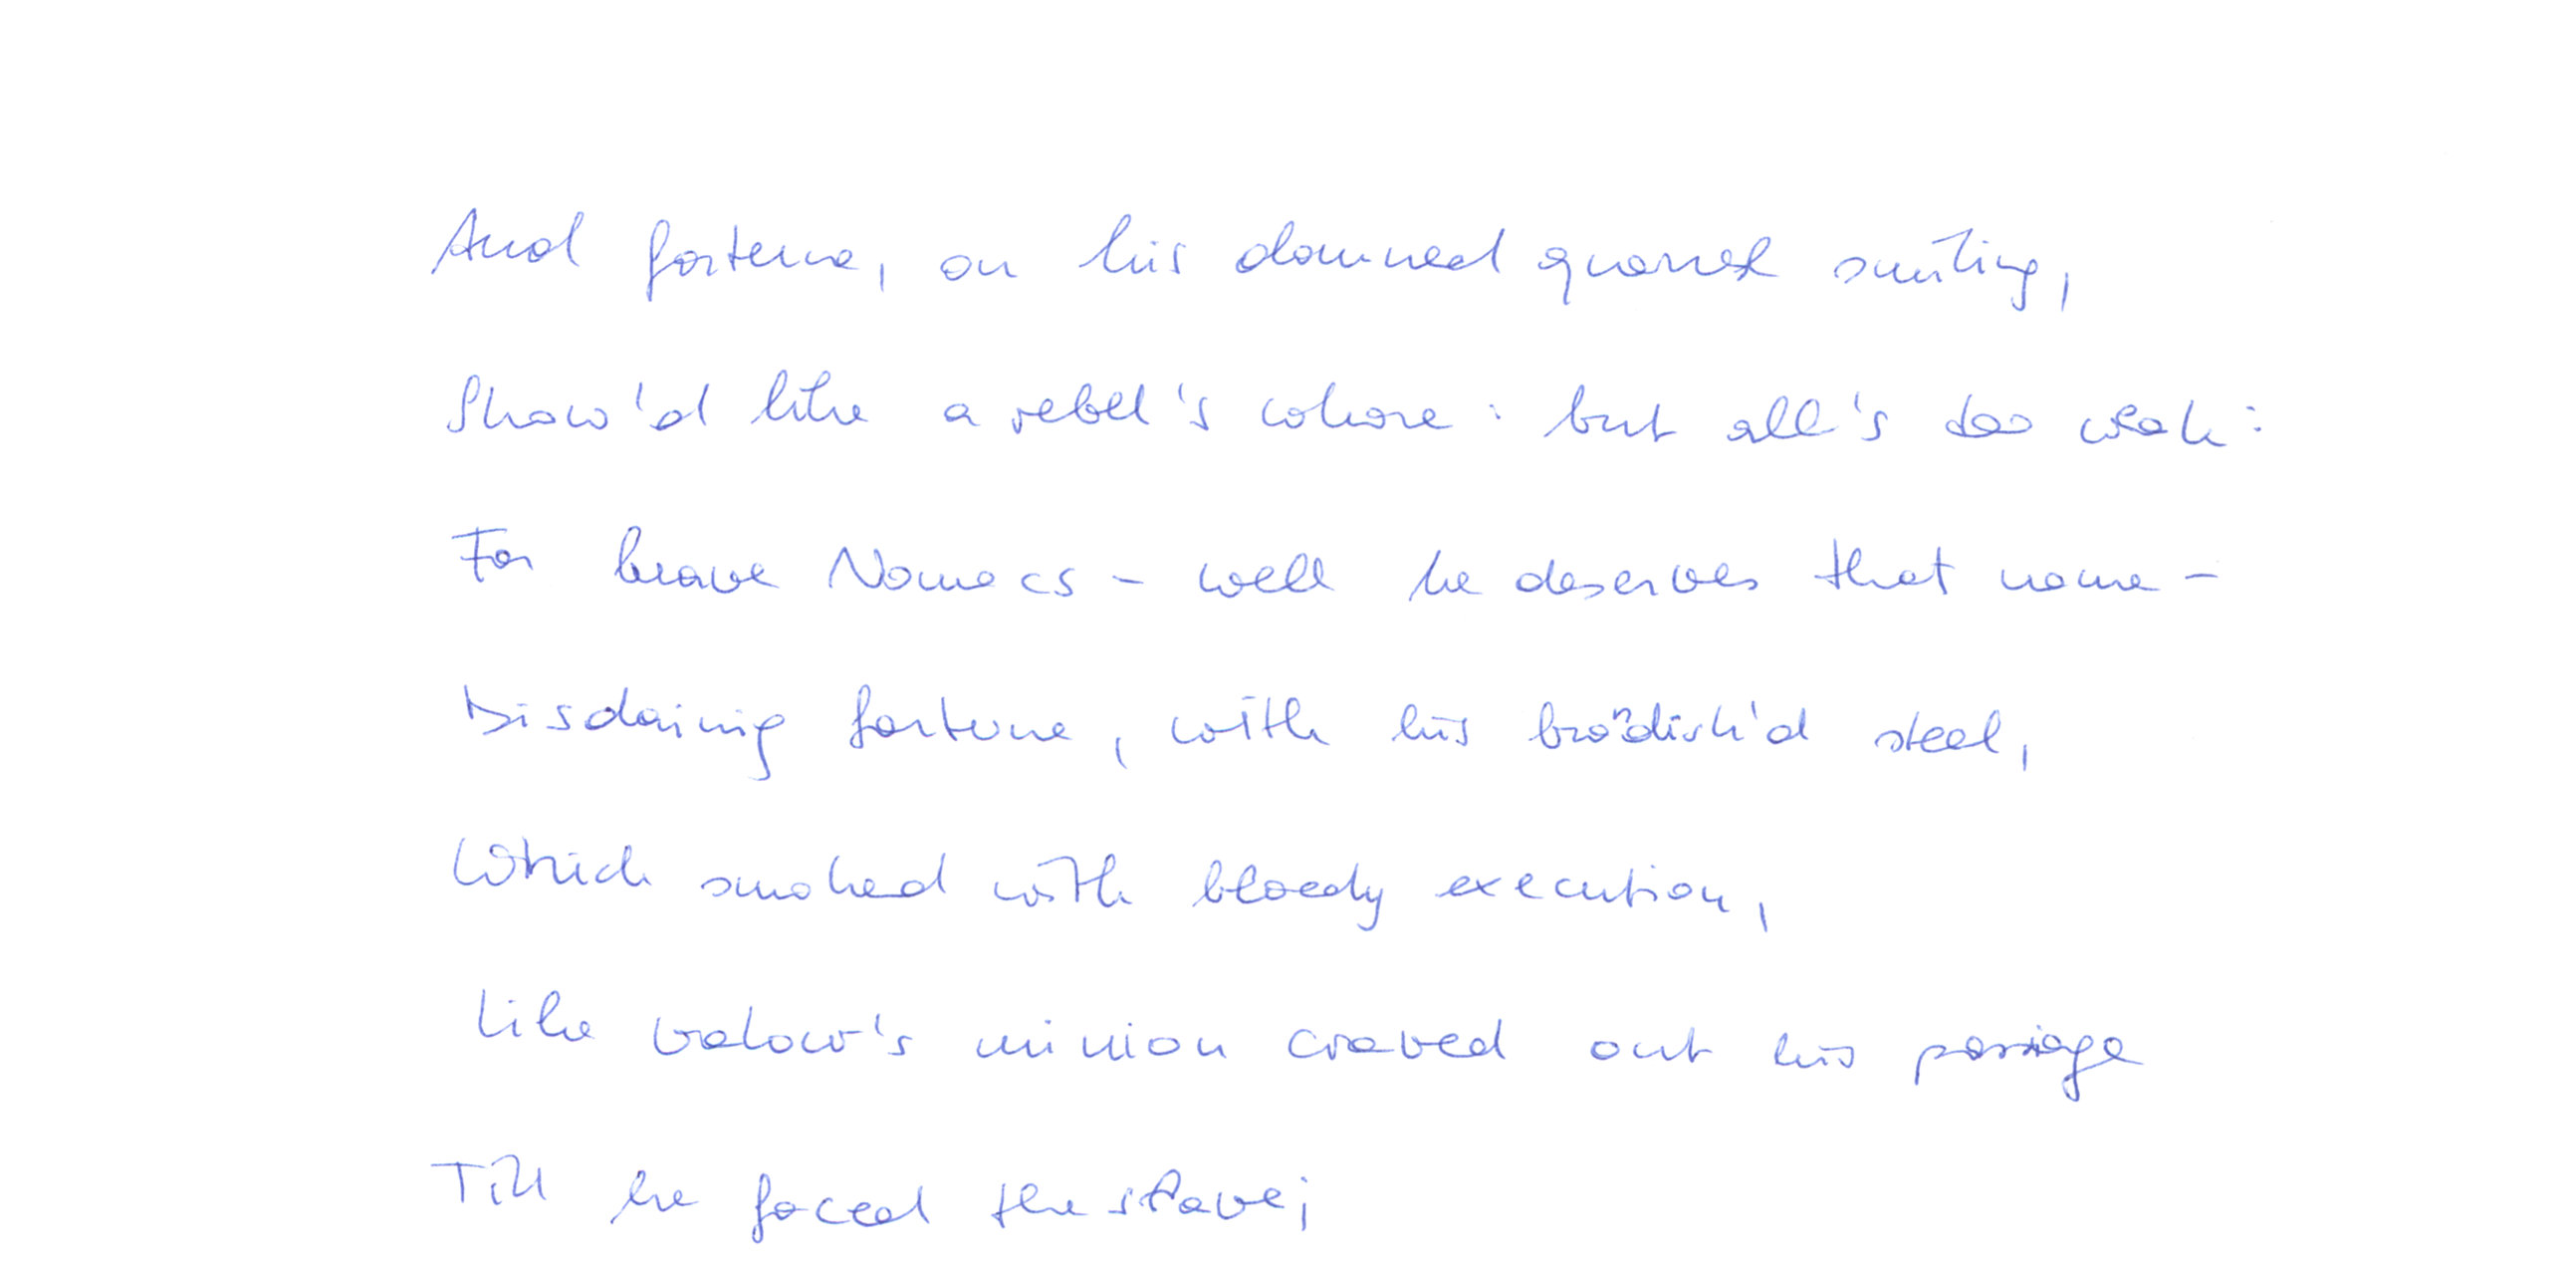 And fortune, on his damned quarrel smiling,
Show'd like a rebel's whore: but all's too weak:
For brave Nomacs - well he deserves that name -
Disdaining fortune, with his brandish'd steel,
Which smoked with bloody execution,
Like valour's minion craved out his passage
Till he faced the slave;